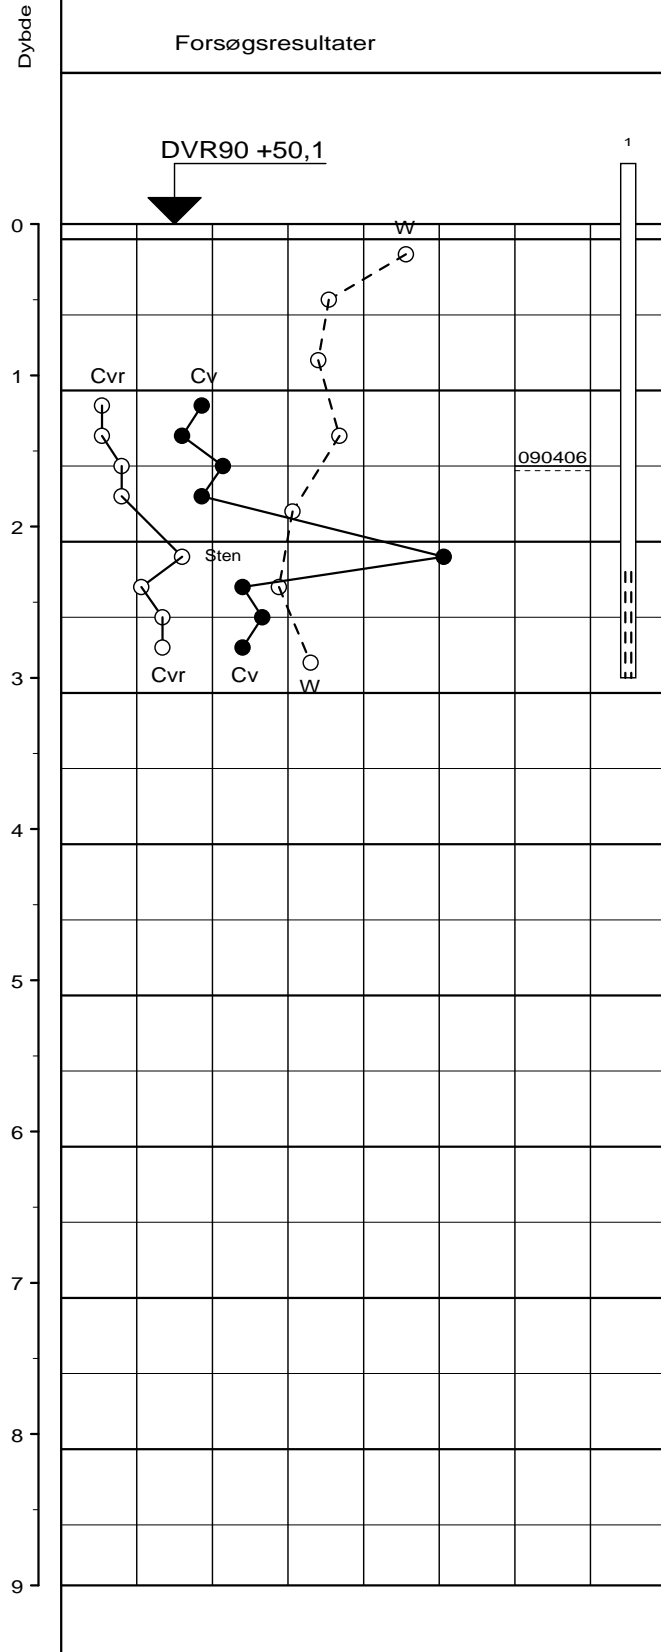 Dybde
Forsøgsresultater
DVR90 +50,1
1
0
W
1
Cvr
Cv
090406
2
Sten
Cvr
Cv
W
3
4
5
6
7
8
9